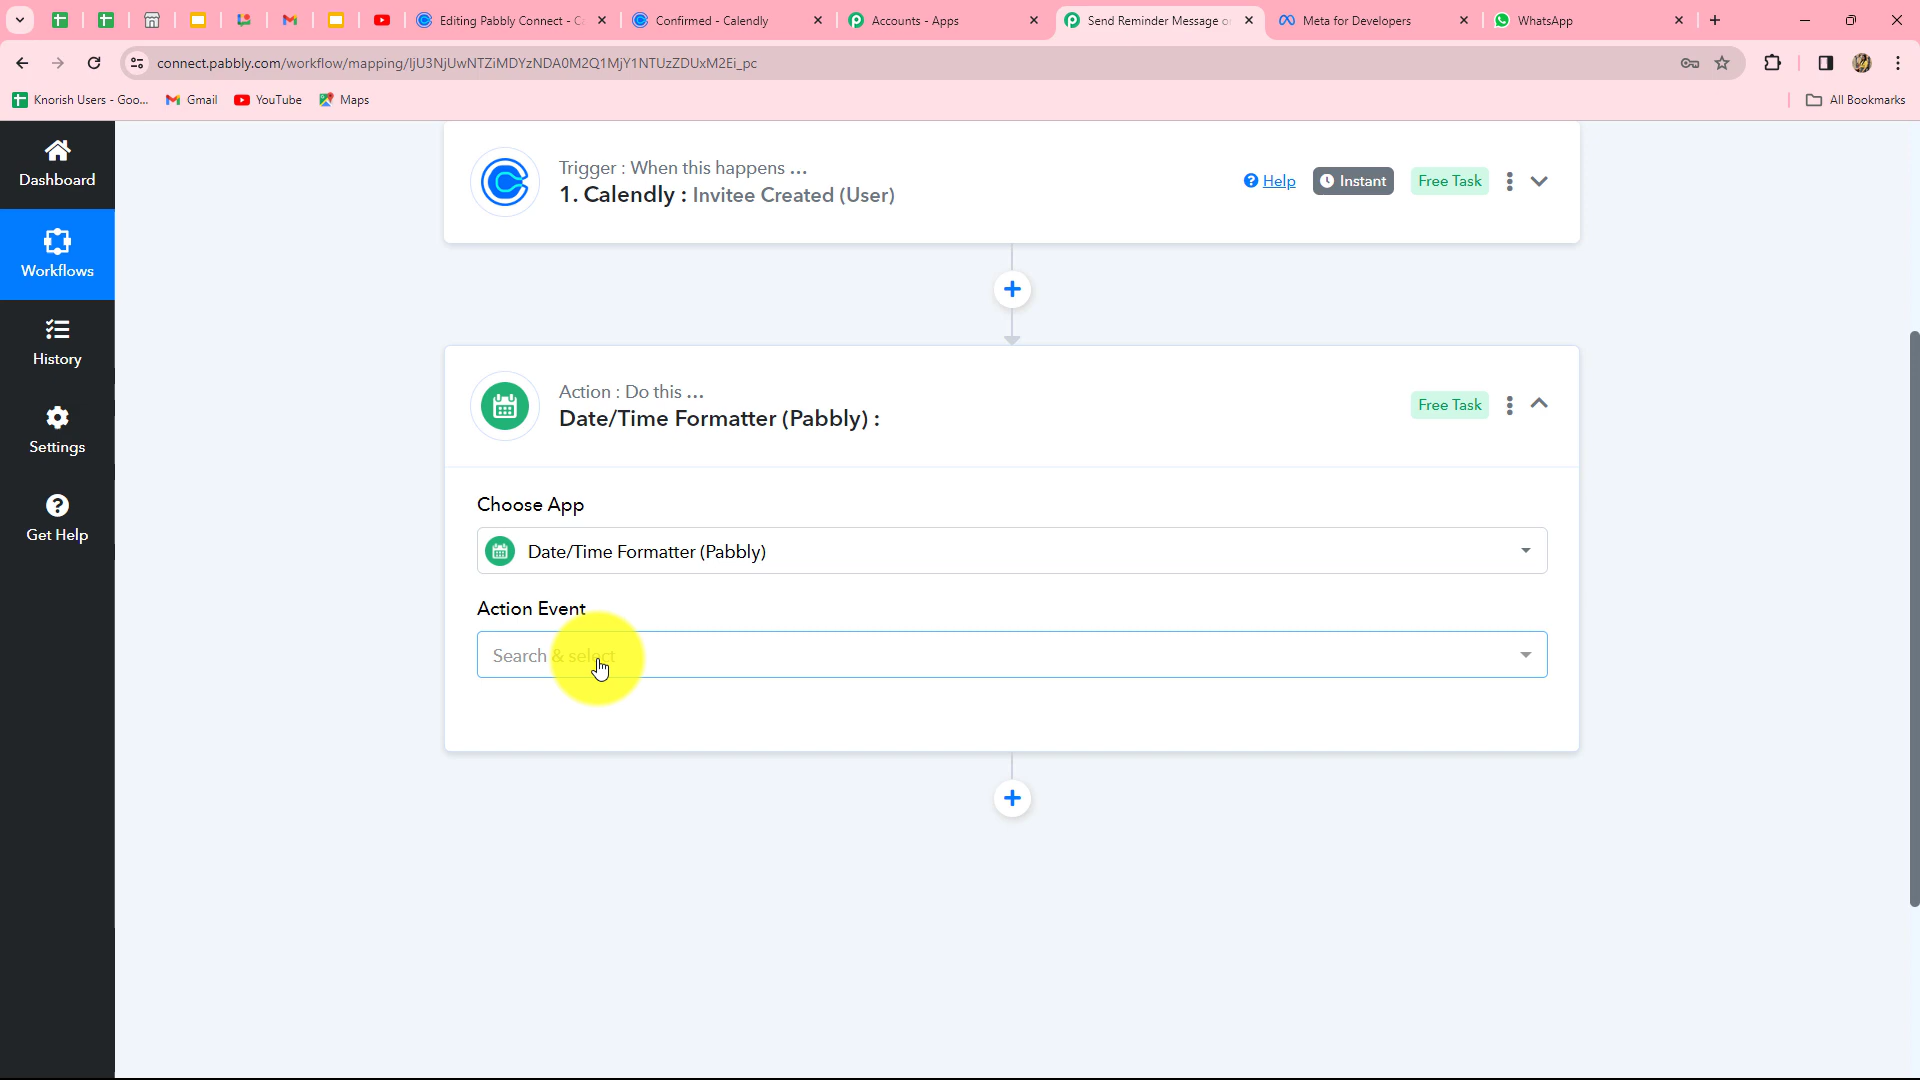 Editing Pabbly Connect - C
Confirmed - Calendly
Accounts - Apps
Send Reminder Message o
Meta for Developers
WhatsApp
connect.pabbly.com/workflow/mapping/IjU3NjUwNTZiMDYzNDA0M2Q1MjY1NTUzZDUxM2Ei_pc
Knorish Users - Goo...
Gmail
YouTube
Maps
All Bookmarks
Dashboard
Workflows
History
Settings
Get Help
Trigger : When this happens ...
1. Calendly : Invitee Created (User)
Help
Instant
Free Task
Action : Do this ...
Date/Time Formatter (Pabbly) :
Free Task
Choose App
Date/Time Formatter (Pabbly)
Action Event
Search & select